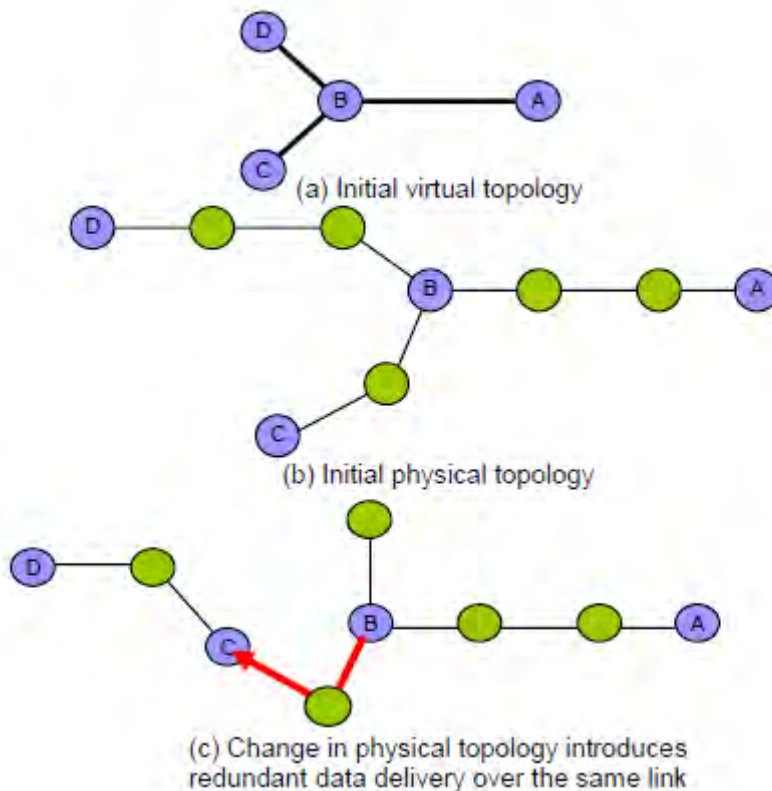 D
B
A
C
(a) Initial virtual topology
D
B
A
C
(b) Initial physical topology
D
B
A
C
(c) Change in physical topology introduces
redundant data delivery over the same link